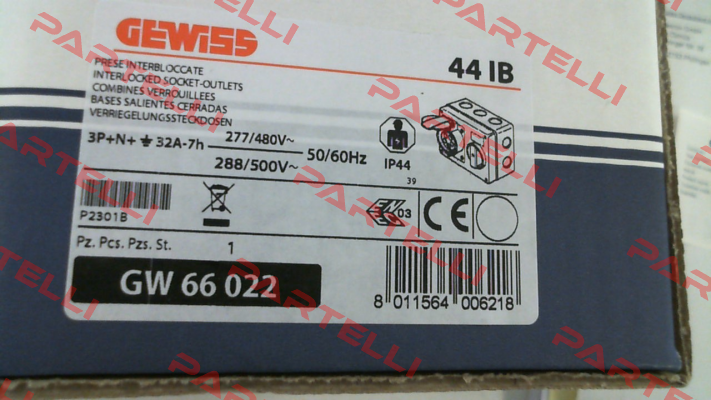 GEWISS
44 IB
PRESE INTERBLOCCATE
INTERLOCKED SOCKET-OUTLETS
COMBINES VERROUILLEES
BASES SALIENTES CERRADAS
VERRIEGELUNGSSTECKDOSEN
3P+N+⏚ 32A-7h 277/480V~ 50/60Hz
288/500V~
IP44
39
P2301B
03
CE
Pz. Pcs. Pzs. St. 1
GW 66 022
8 011564 006218
PARTELLI